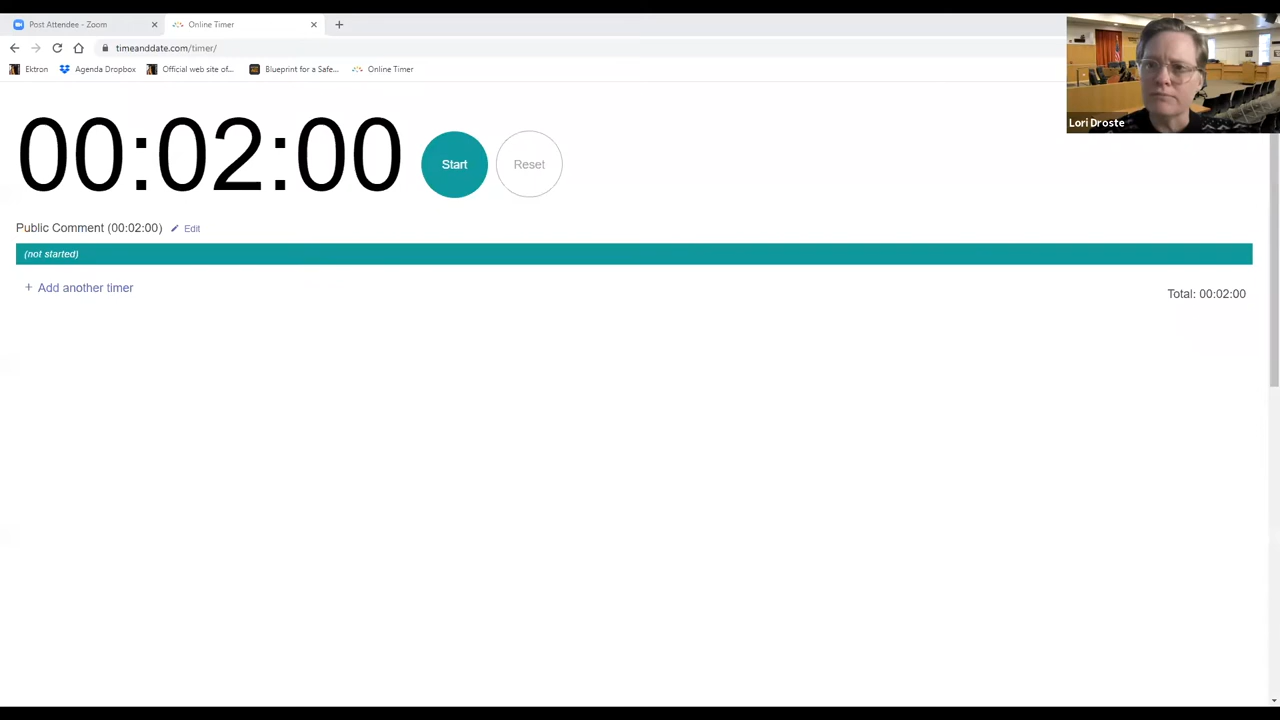 Post Attendee - Zoom
Online Timer
timeanddate.com/timer/
Ektron
Agenda Dropbox
Official web site of...
Blueprint for a Safe...
Online Timer
Lori Droste
00:02:00
Start
Reset
Public Comment (00:02:00)
Edit
(not started)
+ Add another timer
Total: 00:02:00